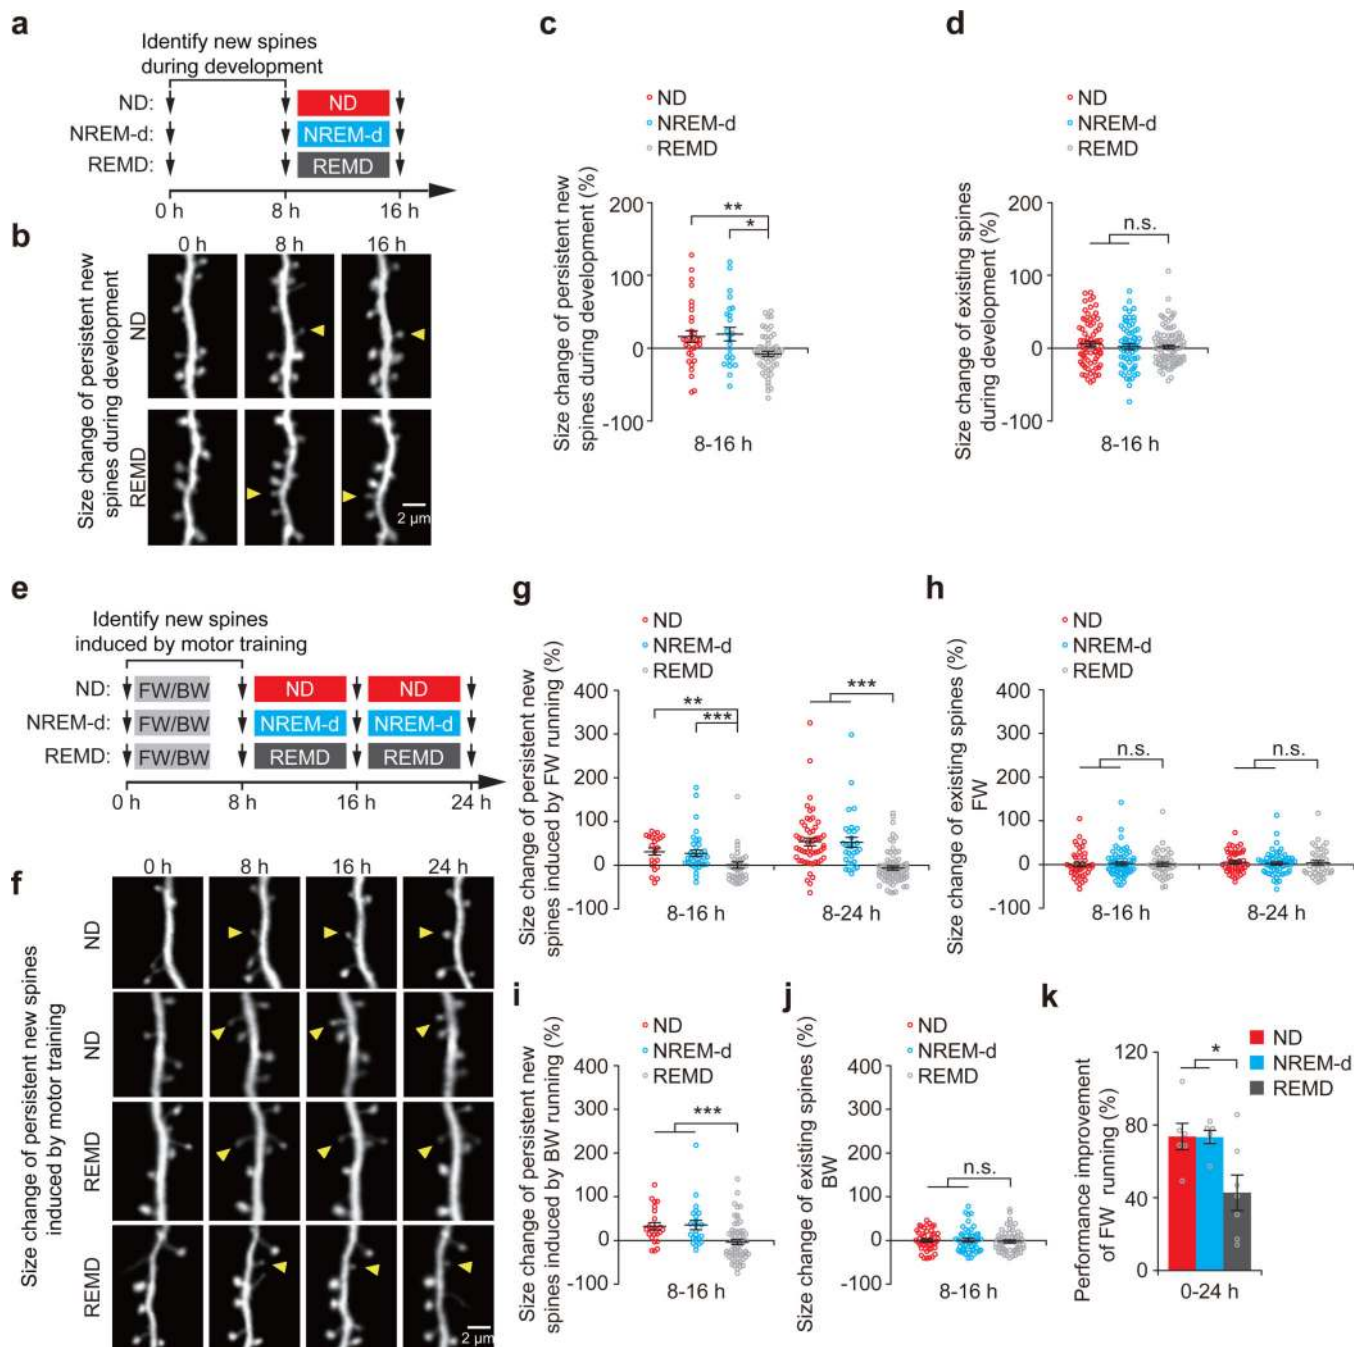 a
Identify new spines
during development
ND:
ND
NREM-d:
NREM-d
REMD:
REMD
0 h
8 h
16 h
b
0 h
8 h
16 h
Size change of persistent new
spines during development
ND
REMD
2 µm
c
ND
NREM-d
REMD
Size change of persistent new
spines during development (%)
200
**
*
100
0
-100
8-16 h
d
ND
NREM-d
REMD
Size change of existing spines
during development (%)
200
n.s.
100
0
-100
8-16 h
e
Identify new spines
induced by motor training
ND:
FW/BW
ND
ND
NREM-d:
FW/BW
NREM-d
NREM-d
REMD:
FW/BW
REMD
REMD
0 h
8 h
16 h
24 h
f
0 h
8 h
16 h
24 h
Size change of persistent new spines
induced by motor training
ND
ND
REMD
REMD
2 µm
g
ND
NREM-d
REMD
Size change of persistent new
spines induced by FW running (%)
400
300
200
100
0
-100
**
***
***
8-16 h
8-24 h
h
ND
NREM-d
REMD
Size change of existing spines (%)
FW
400
300
200
100
0
-100
n.s.
n.s.
8-16 h
8-24 h
i
ND
NREM-d
REMD
Size change of persistent new
spines induced by BW running (%)
400
300
200
100
0
-100
***
8-16 h
j
ND
NREM-d
REMD
Size change of existing spines (%)
BW
400
300
200
100
0
-100
n.s.
8-16 h
k
ND
NREM-d
REMD
Performance improvement
of FW running (%)
120
80
40
0
*
0-24 h